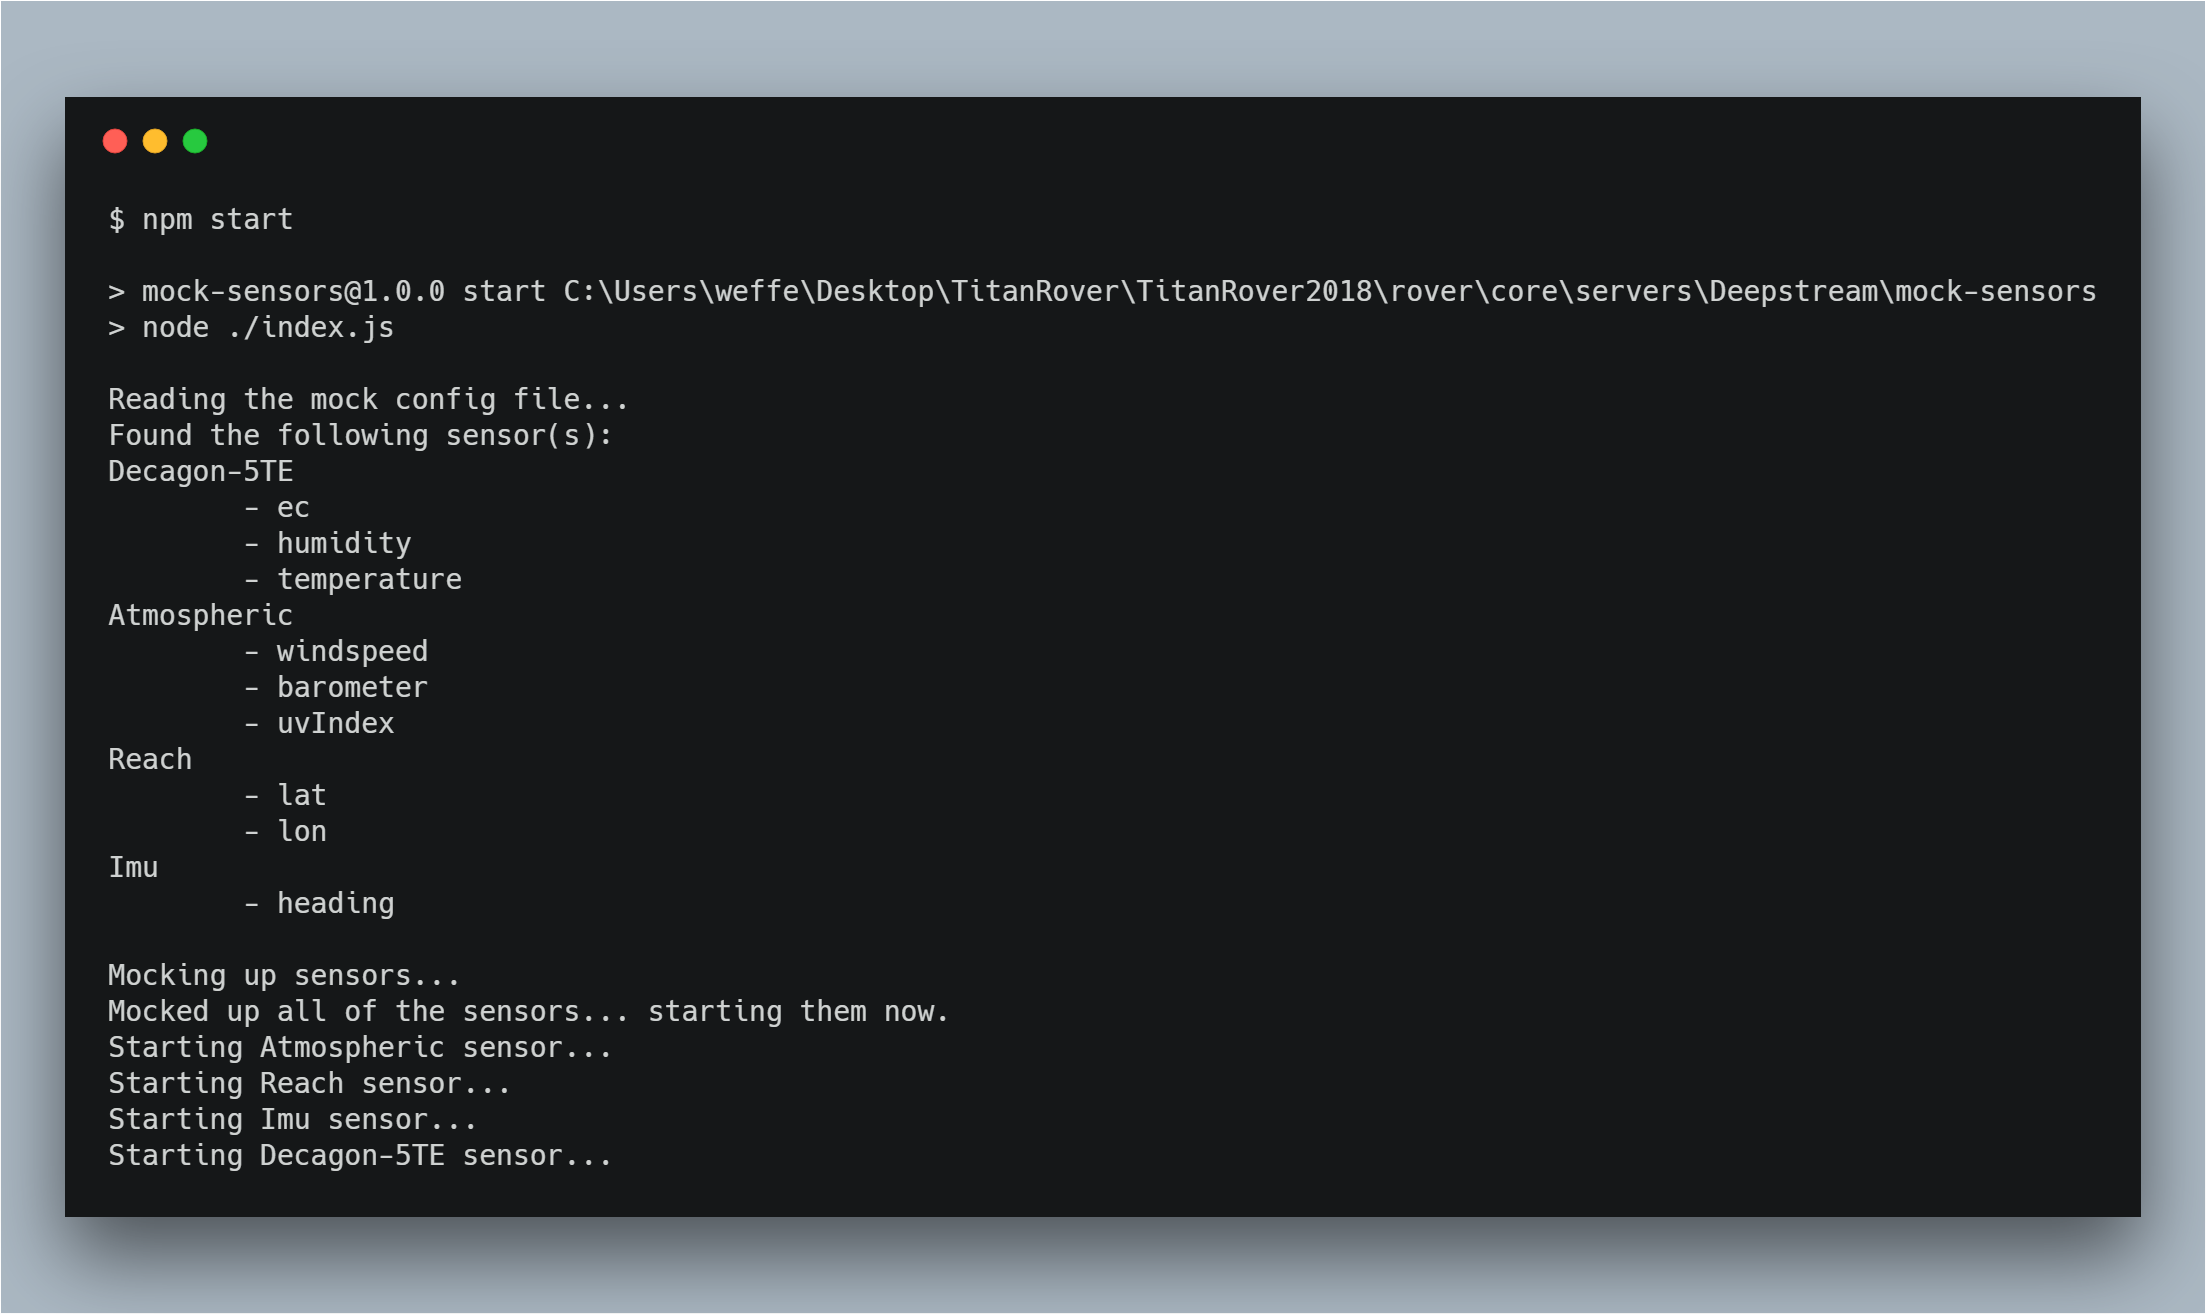 $ npm start
> mock-sensors@1.0.0 start C:\Users\weffe\Desktop\TitanRover\TitanRover2018\rover\core\servers\Deepstream\mock-sensors
> node ./index.js
Reading the mock config file...
Found the following sensor(s):
Decagon-5TE
- ec
- humidity
- temperature
Atmospheric
- windspeed
- barometer
- uvIndex
Reach
- lat
- lon
Imu
- heading
Mocking up sensors...
Mocked up all of the sensors... starting them now.
Starting Atmospheric sensor...
Starting Reach sensor...
Starting Imu sensor...
Starting Decagon-5TE sensor...